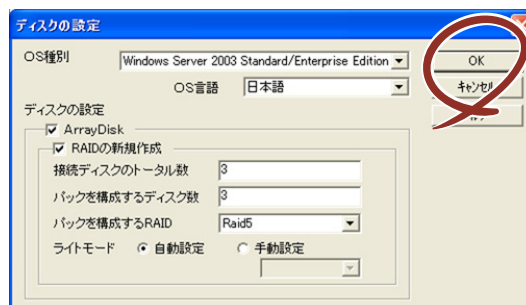 ディスクの設定
OS種別
Windows Server 2003 Standard/Enterprise Edition
OK
OS言語
日本語
キャンセル
ディスクの設定
ArrayDisk
RAIDの新規作成
接続ディスクのトータル数
3
パックを構成するディスク数
3
パックを構成するRAID
Raid5
ライトモード
自動設定
手動設定